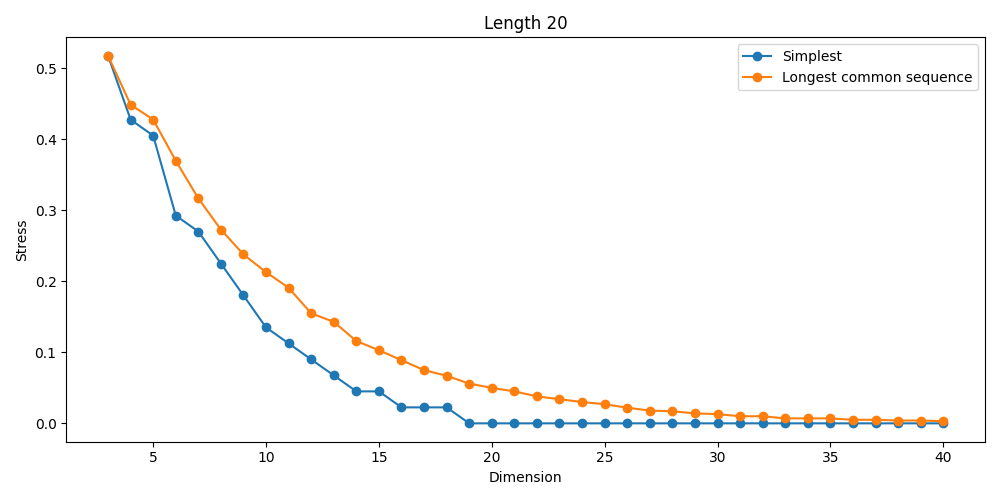 Length 20
Simplest
Longest common sequence
Stress
0.5
0.4
0.3
0.2
0.1
0.0
5 10 15 20 25 30 35 40
Dimension